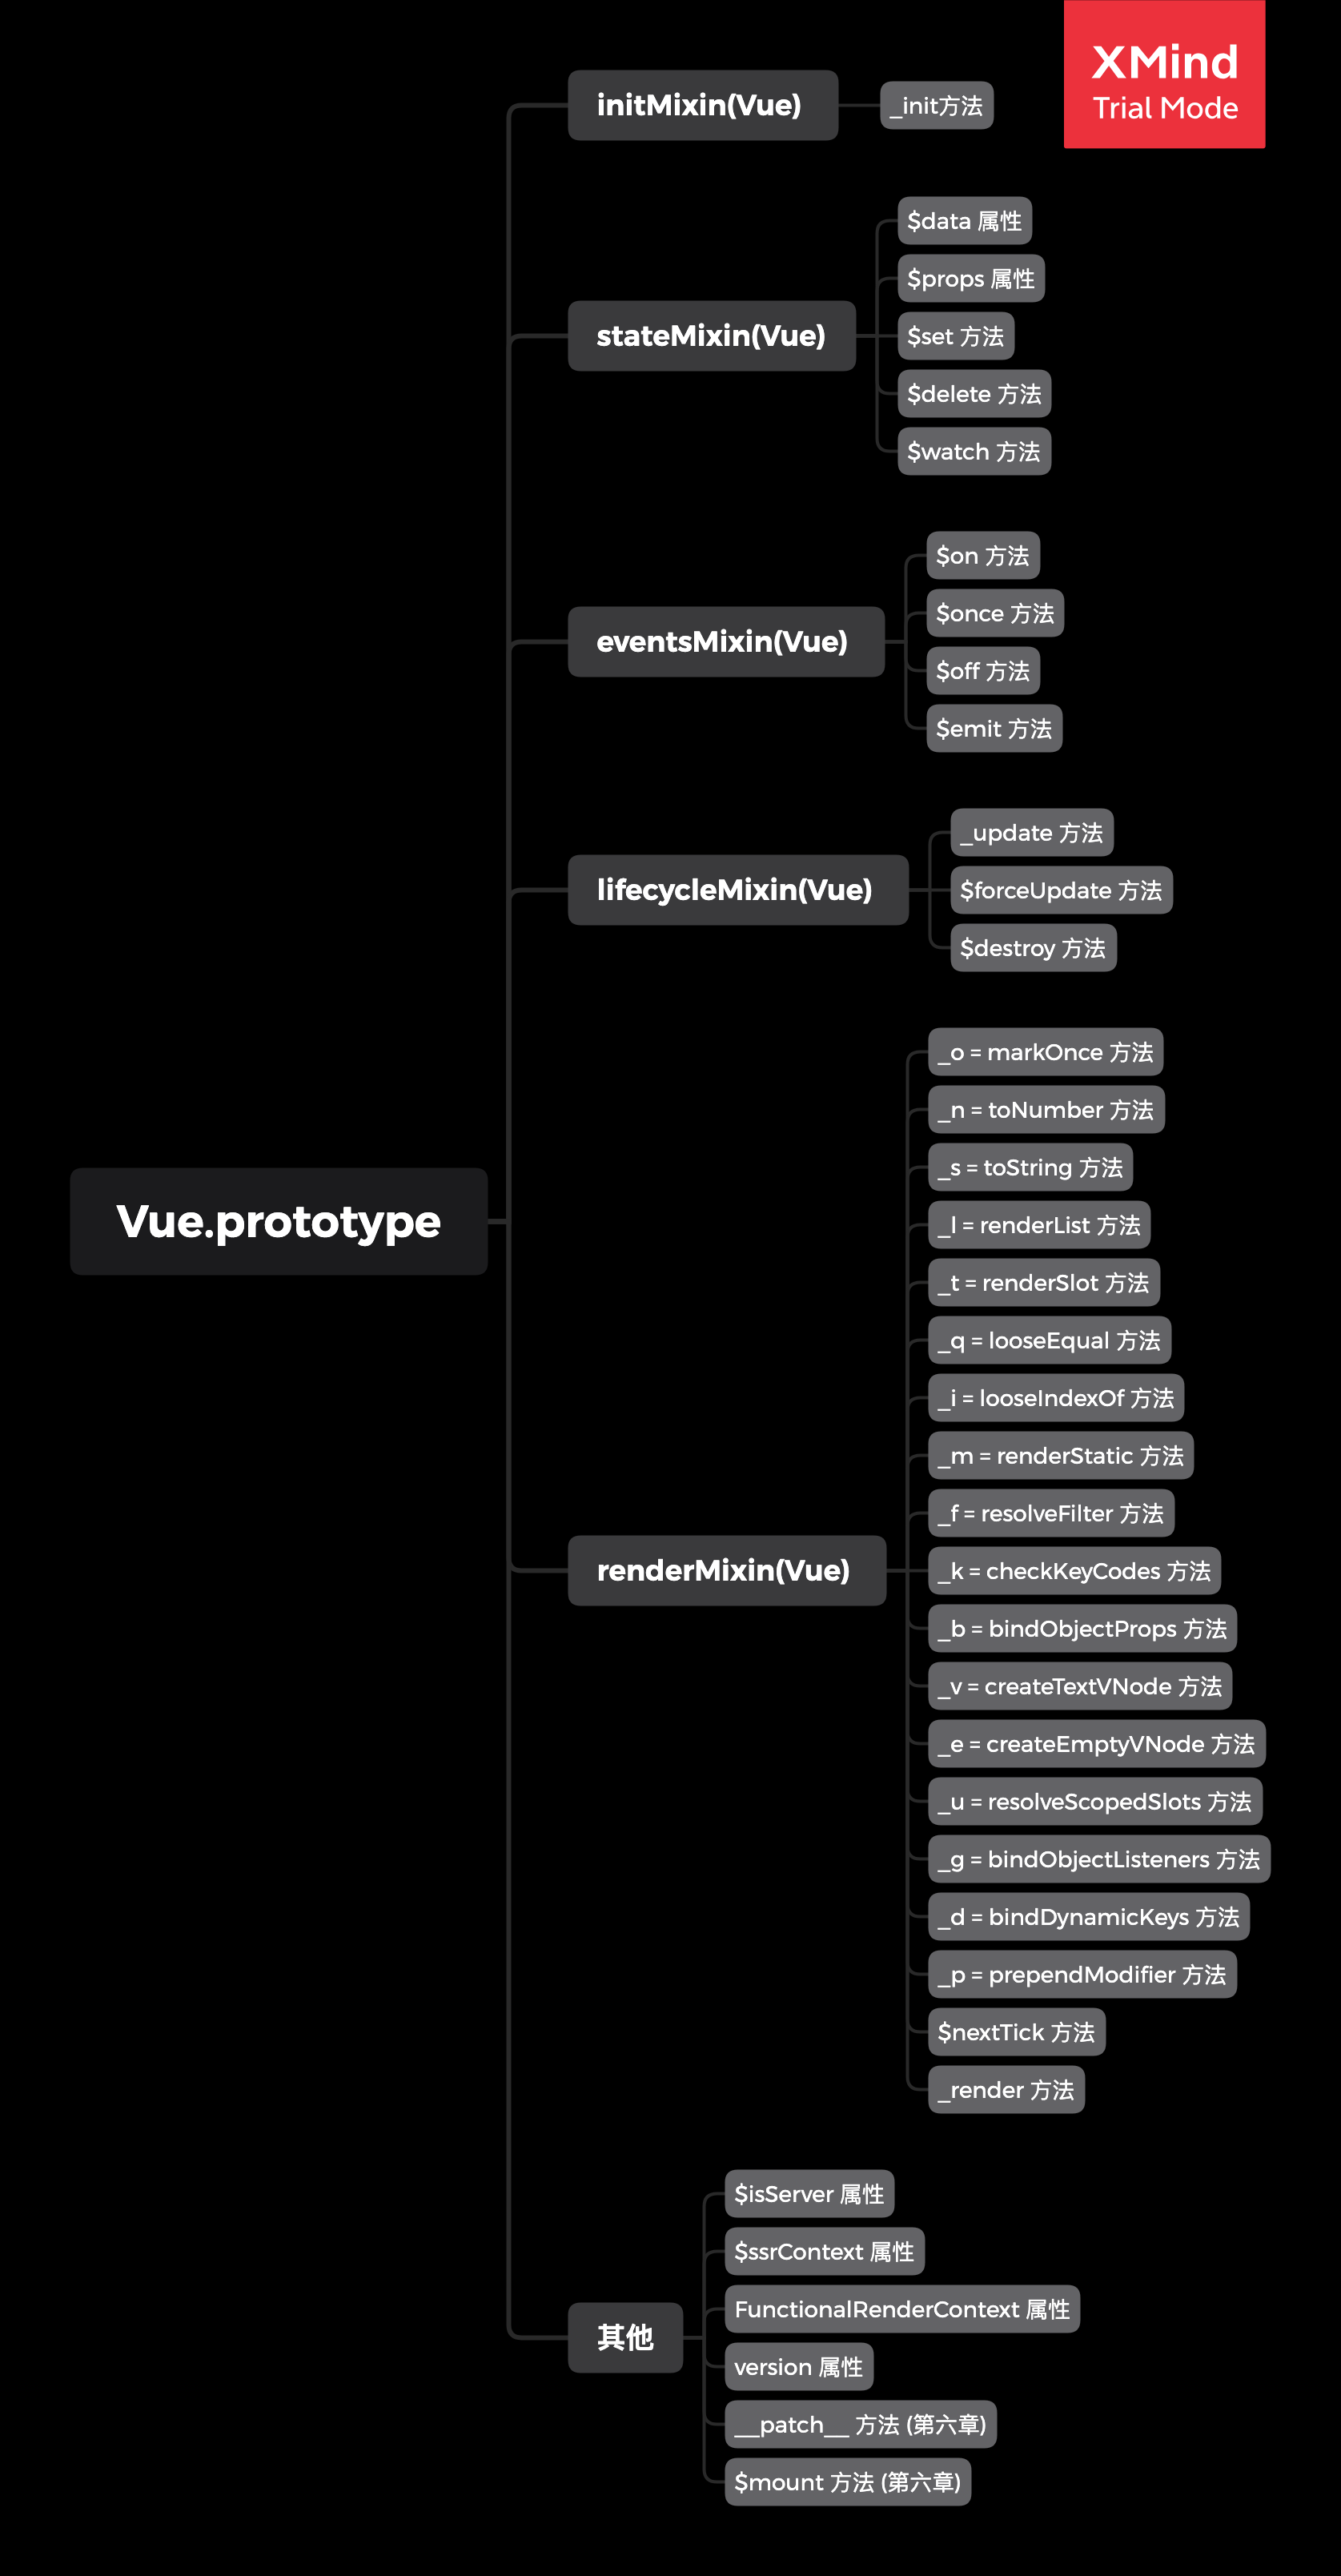 XMind
Trial Mode
Vue.prototype
initMixin(Vue)
_init方法
stateMixin(Vue)
$data 属性
$props 属性
$set 方法
$delete 方法
$watch 方法
eventsMixin(Vue)
$on 方法
$once 方法
$off 方法
$emit 方法
lifecycleMixin(Vue)
_update 方法
$forceUpdate 方法
$destroy 方法
renderMixin(Vue)
_o = markOnce 方法
_n = toNumber 方法
_s = toString 方法
_l = renderList 方法
_t = renderSlot 方法
_q = looseEqual 方法
_i = looseIndexOf 方法
_m = renderStatic 方法
_f = resolveFilter 方法
_k = checkKeyCodes 方法
_b = bindObjectProps 方法
_v = createTextVNode 方法
_e = createEmptyVNode 方法
_u = resolveScopedSlots 方法
_g = bindObjectListeners 方法
_d = bindDynamicKeys 方法
_p = prependModifier 方法
$nextTick 方法
_render 方法
其他
$isServer 属性
$ssrContext 属性
FunctionalRenderContext 属性
version 属性
__patch__ 方法 (第六章)
$mount 方法 (第六章)